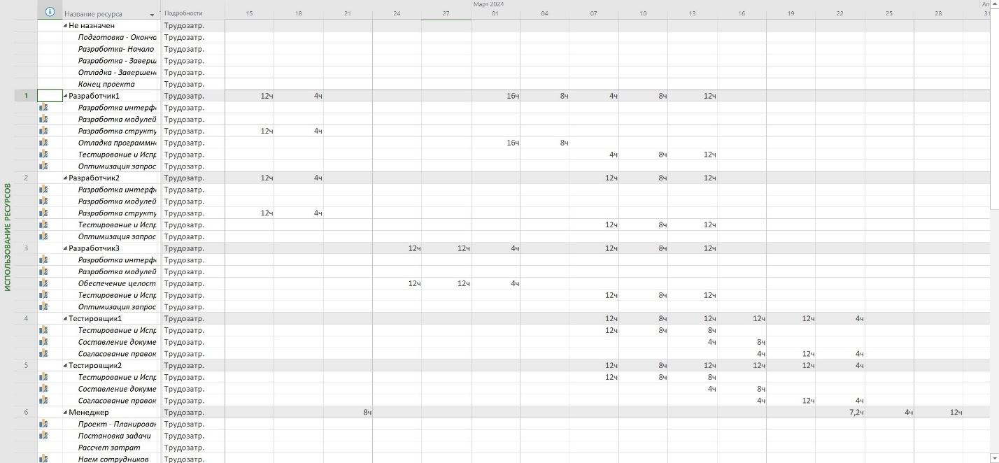 Март 2024 Ап
Название ресурса Подробности 15 18 21 24 27 01 04 07 10 13 16 19 22 25 28 31
Не назначен Трудозатр.
Подготовка - Оконча Трудозатр.
Разработка- Начало Трудозатр.
Разработка - Заверш Трудозатр.
Отладка - Завершен Трудозатр.
Конец проекта Трудозатр.
1 Разработчик1 Трудозатр. 12ч 4ч 16ч 8ч 4ч 8ч 12ч
Разработка интерф Трудозатр.
Разработка модулей Трудозатр.
Разработка структу Трудозатр. 12ч 4ч
Отладка программн Трудозатр. 16ч 8ч
Тестирование и Испр Трудозатр. 4ч 8ч 12ч
Оптимизация запрос Трудозатр.
2 Разработчик2 Трудозатр. 12ч 4ч 12ч 8ч 12ч
Разработка интерф Трудозатр.
Разработка модулей Трудозатр.
Разработка структу Трудозатр. 12ч 4ч
Тестирование и Испр Трудозатр. 12ч 8ч 12ч
Оптимизация запрос Трудозатр.
3 Разработчик3 Трудозатр. 12ч 12ч 4ч 12ч 8ч 12ч
Разработка интерф Трудозатр.
Разработка модулей Трудозатр.
Обеспечение целост Трудозатр. 12ч 12ч 4ч
Тестирование и Испр Трудозатр. 12ч 8ч 12ч
Оптимизация запрос Трудозатр.
4 Тестировщик1 Трудозатр. 12ч 8ч 12ч 12ч 12ч 4ч
Тестирование и Испр Трудозатр. 12ч 8ч 8ч
Составление докуме Трудозатр. 4ч 8ч
Согласование правок Трудозатр. 4ч 12ч 4ч
5 Тестировщик2 Трудозатр. 12ч 8ч 12ч 12ч 12ч 4ч
Тестирование и Испр Трудозатр. 12ч 8ч 8ч
Составление докуме Трудозатр. 4ч 8ч
Согласование правок Трудозатр. 4ч 12ч 4ч
6 Менеджер Трудозатр. 8ч 7,2ч 4ч 12ч
Проект - Планирован Трудозатр.
Постановка задачи Трудозатр.
Рассчет затрат Трудозатр.
Наем сотрудников Трудозатр.
ИСПОЛЬЗОВАНИЕ РЕСУРСОВ